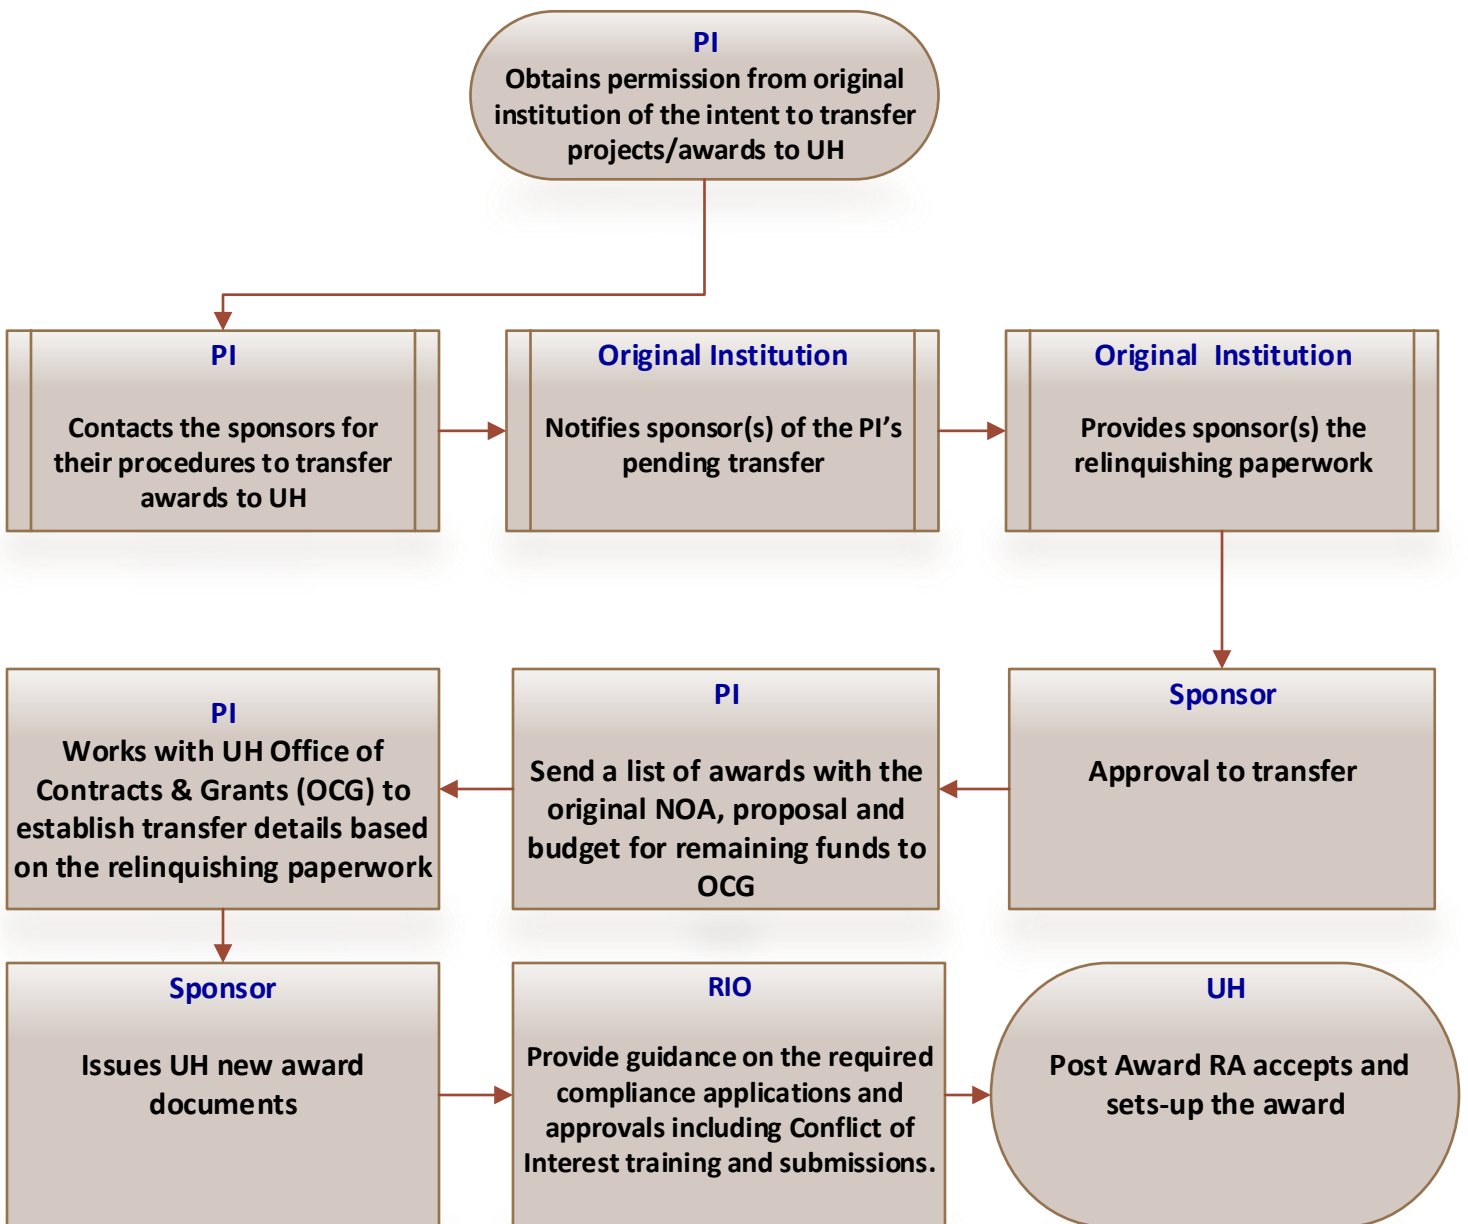 PI
Obtains permission from original
institution of the intent to transfer
projects/awards to UH
PI
Contacts the sponsors for
their procedures to transfer
awards to UH
Original Institution
Notifies sponsor(s) of the PI’s
pending transfer
Original Institution
Provides sponsor(s) the
relinquishing paperwork
Sponsor
Approval to transfer
PI
Send a list of awards with the
original NOA, proposal and
budget for remaining funds to
OCG
PI
Works with UH Office of
Contracts & Grants (OCG) to
establish transfer details based
on the relinquishing paperwork
Sponsor
Issues UH new award
documents
RIO
Provide guidance on the required
compliance applications and
approvals including Conflict of
Interest training and submissions.
UH
Post Award RA accepts and
sets-up the award